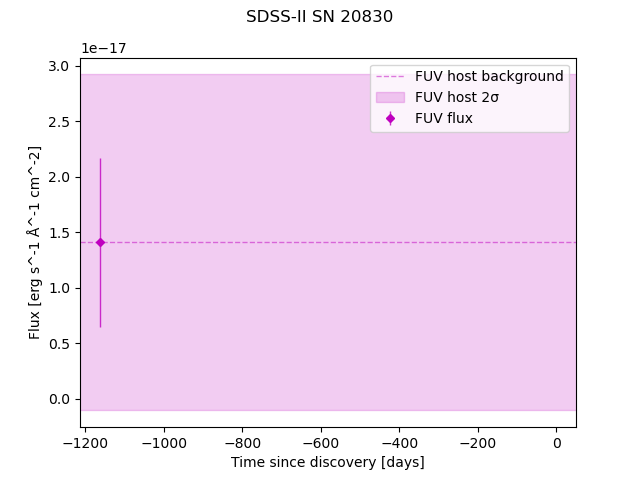 SDSS-II SN 20830
1e−17
FUV host background
FUV host 2σ
FUV flux
3.0
2.5
2.0
1.5
1.0
0.5
0.0
Flux [erg s^-1 Å^-1 cm^-2]
−1200 −1000 −800 −600 −400 −200 0
Time since discovery [days]